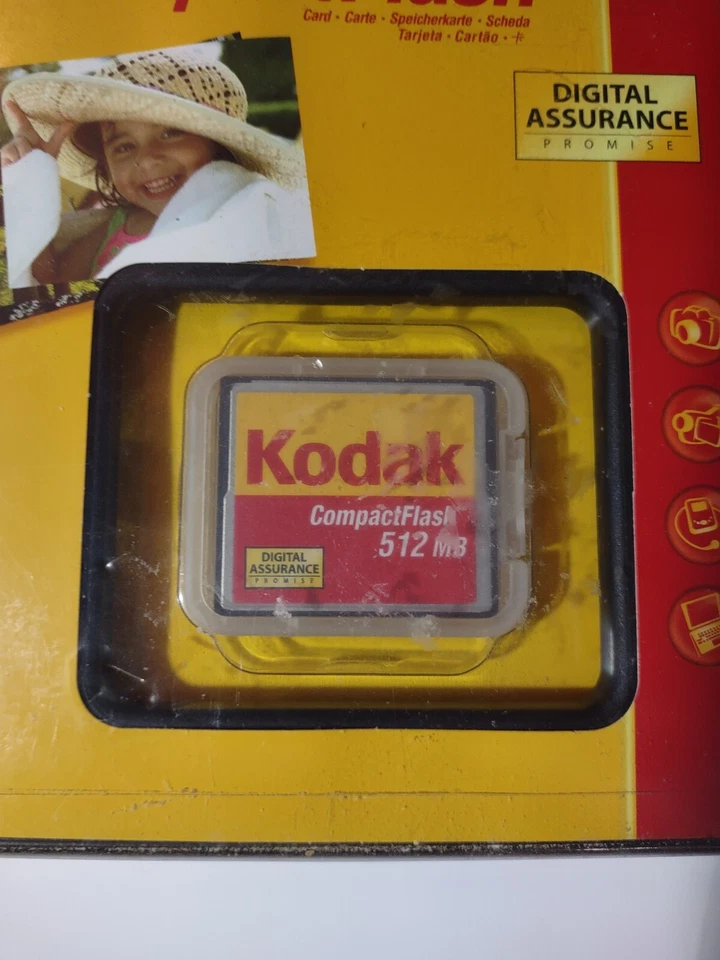 Card • Carte • Speicherkarte • Scheda
Tarjeta • Cartão • 卡
DIGITAL
ASSURANCE
PROMISE
Kodak
CompactFlash
512 MB
DIGITAL
ASSURANCE
PROMISE